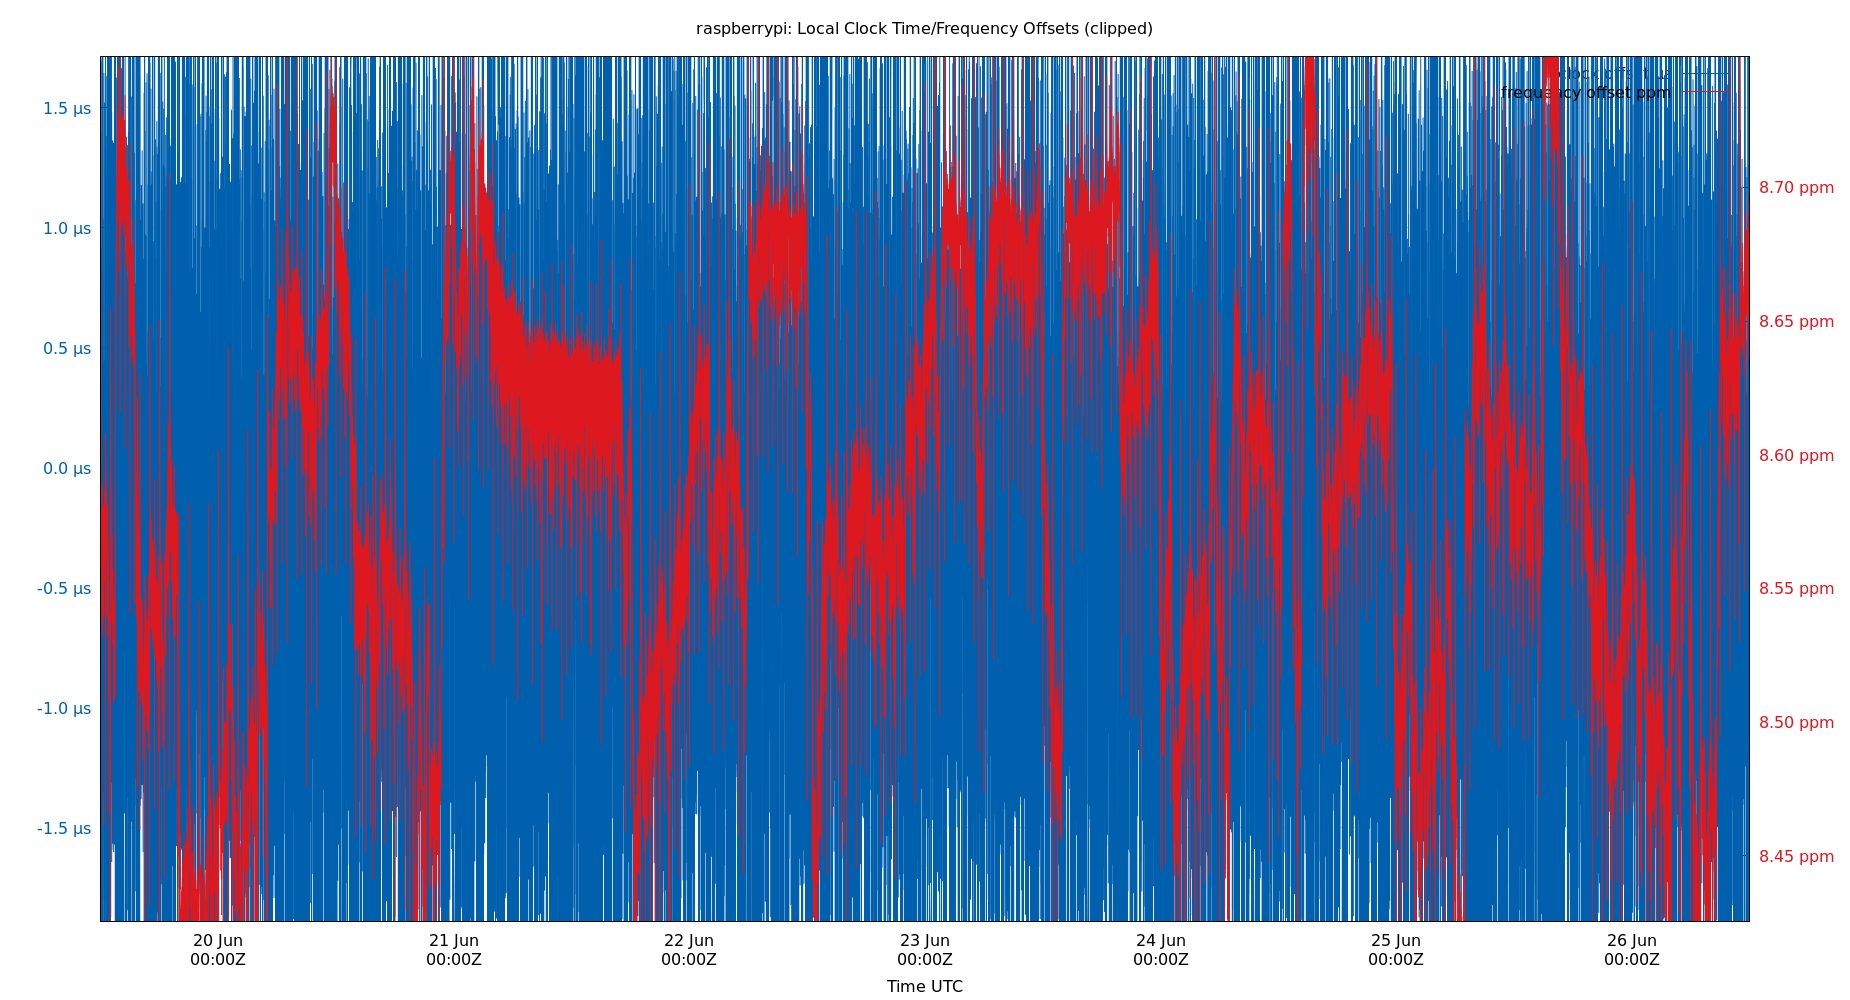 raspberrypi: Local Clock Time/Frequency Offsets (clipped)
clock offset µs
frequency offset ppm
1.5 µs
1.0 µs
0.5 µs
0.0 µs
-0.5 µs
-1.0 µs
-1.5 µs
8.70 ppm
8.65 ppm
8.60 ppm
8.55 ppm
8.50 ppm
8.45 ppm
20 Jun
00:00Z
21 Jun
00:00Z
22 Jun
00:00Z
23 Jun
00:00Z
24 Jun
00:00Z
25 Jun
00:00Z
26 Jun
00:00Z
Time UTC